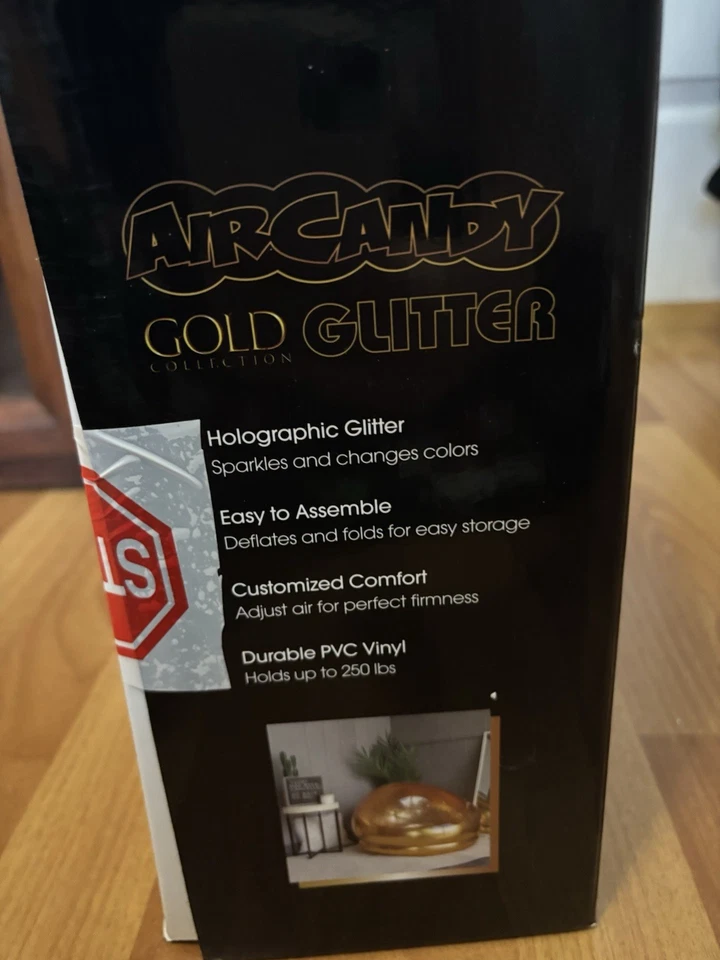 AIRCANDY
GOLD GLITTER
COLLECTION
Holographic Glitter
Sparkles and changes colors
Easy to Assemble
Deflates and folds for easy storage
Customized Comfort
Adjust air for perfect firmness
Durable PVC Vinyl
Holds up to 250 lbs
ST